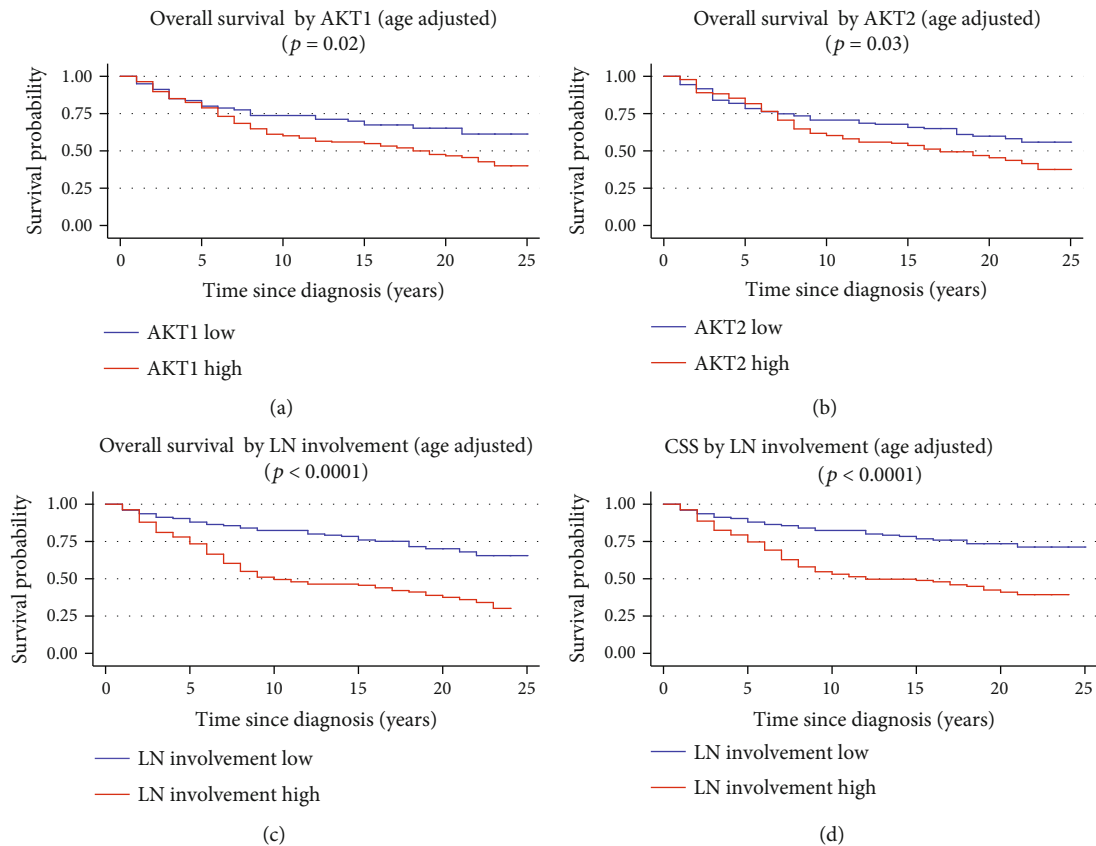 Overall survival by AKT1 (age adjusted)
(p = 0.02)
Survival probability
1.00
0.75
0.50
0.25
0.00
0 5 10 15 20 25
Time since diagnosis (years)
AKT1 low
AKT1 high
(a)
Overall survival by AKT2 (age adjusted)
(p = 0.03)
Survival probability
1.00
0.75
0.50
0.25
0.00
0 5 10 15 20 25
Time since diagnosis (years)
AKT2 low
AKT2 high
(b)
Overall survival by LN involvement (age adjusted)
(p < 0.0001)
Survival probability
1.00
0.75
0.50
0.25
0.00
0 5 10 15 20 25
Time since diagnosis (years)
LN involvement low
LN involvement high
(c)
CSS by LN involvement (age adjusted)
(p < 0.0001)
Survival probability
1.00
0.75
0.50
0.25
0.00
0 5 10 15 20 25
Time since diagnosis (years)
LN involvement low
LN involvement high
(d)